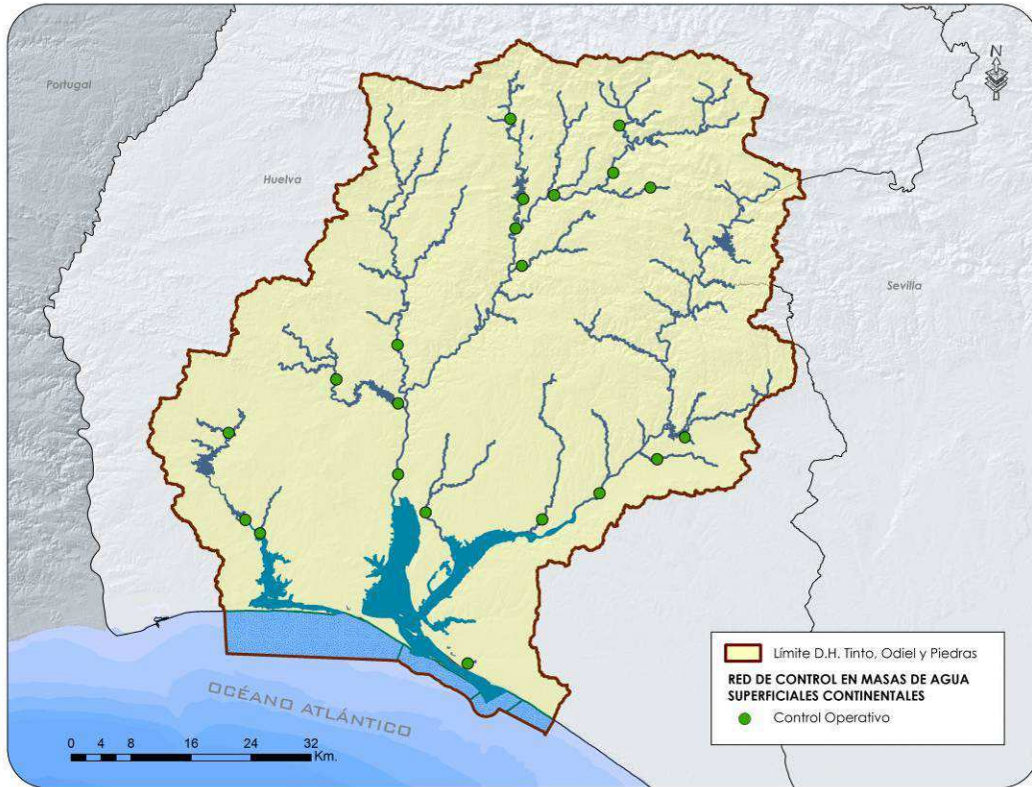 N
Portugal
Huelva
Sevilla
OCÉANO ATLÁNTICO
Límite D.H. Tinto, Odiel y Piedras
RED DE CONTROL EN MASAS DE AGUA
SUPERFICIALES CONTINENTALES
Control Operativo
0 2 4 8 16 24 32
Km.